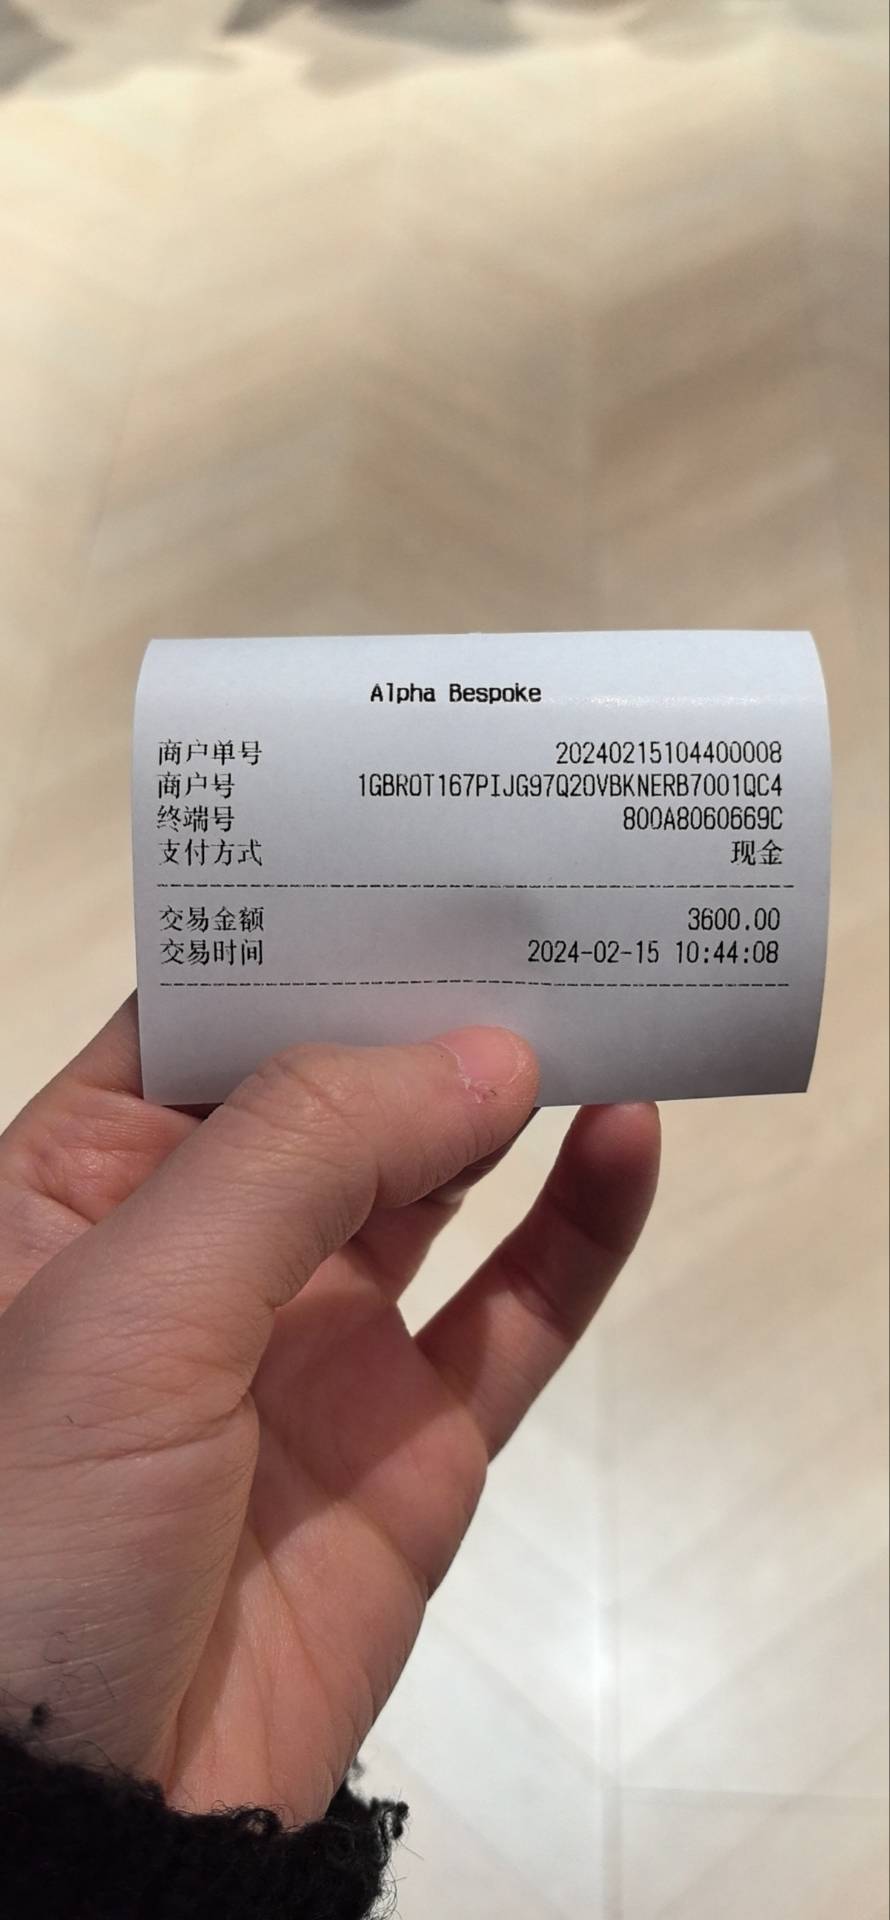 Alpha Bespoke
商户单号 20240215104400008
商户号 1GBR0T167PIJG97Q20VBKNERB7001QC4
终端号 800A8060669C
支付方式 现金
交易金额 3600.00
交易时间 2024-02-15 10:44:08